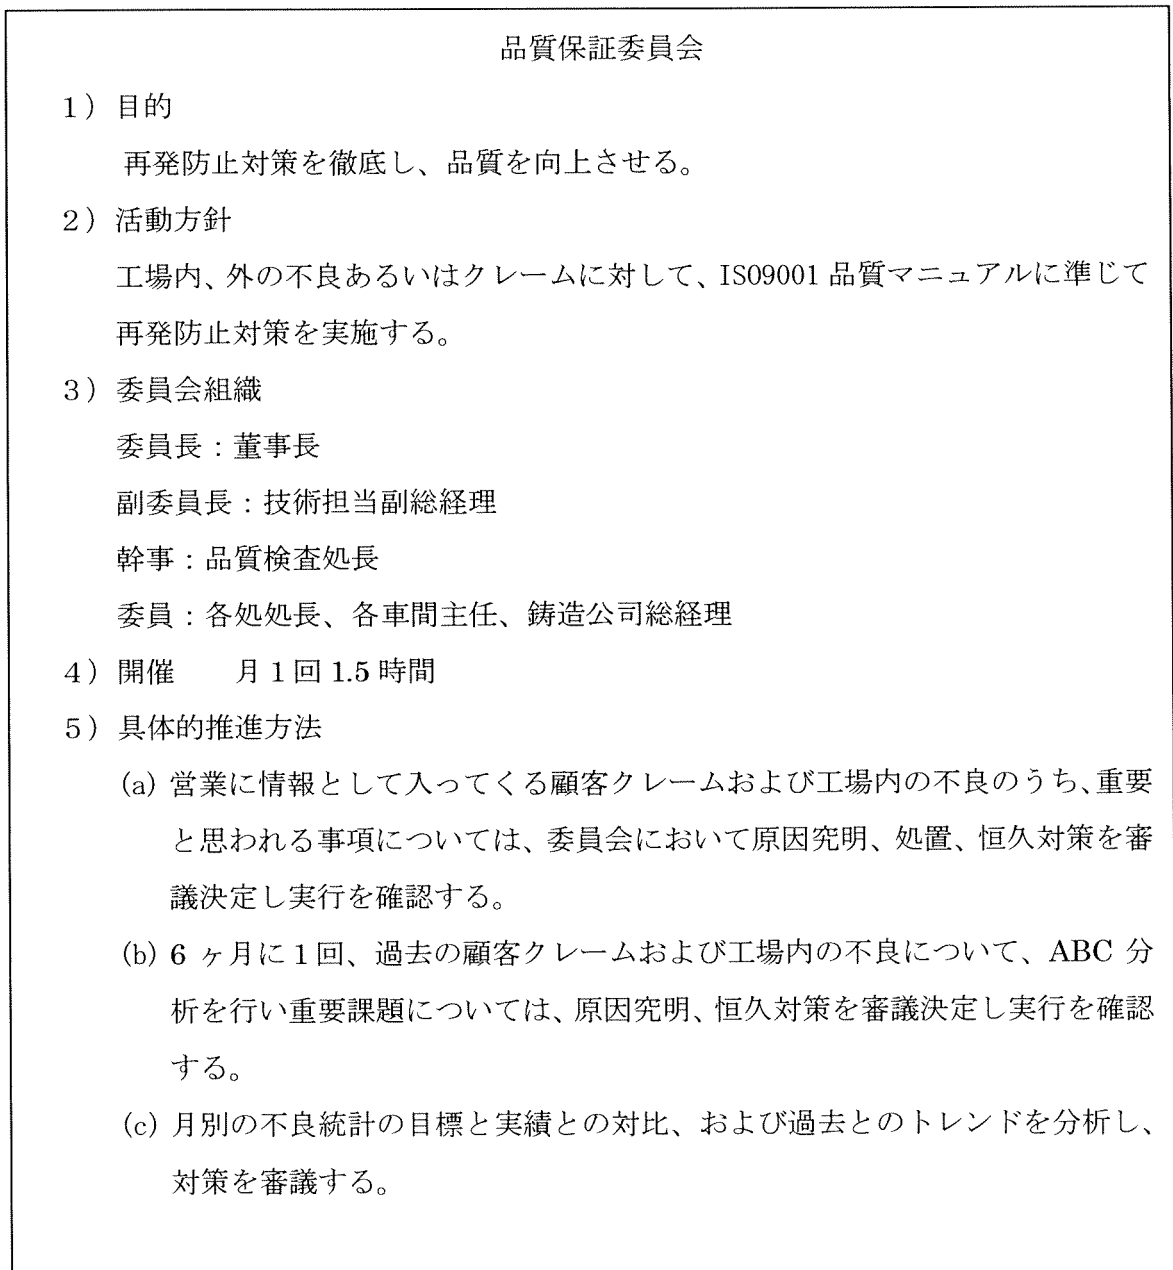 品質保証委員会
1）目的
再発防止対策を徹底し、品質を向上させる。
2）活動方針
工場内、外の不良あるいはクレームに対して、ISO9001品質マニュアルに準じて
再発防止対策を実施する。
3）委員会組織
委員長：董事長
副委員長：技術担当副総経理
幹事：品質検査処長
委員：各処処長、各車間主任、鋳造公司総経理
4）開催　　月1回1.5時間
5）具体的推進方法
(a) 営業に情報として入ってくる顧客クレームおよび工場内の不良のうち、重要
と思われる事項については、委員会において原因究明、処置、恒久対策を審
議決定し実行を確認する。
(b) 6ヶ月に1回、過去の顧客クレームおよび工場内の不良について、ABC分
析を行い重要課題については、原因究明、恒久対策を審議決定し実行を確認
する。
(c) 月別の不良統計の目標と実績との対比、および過去とのトレンドを分析し、
対策を審議する。